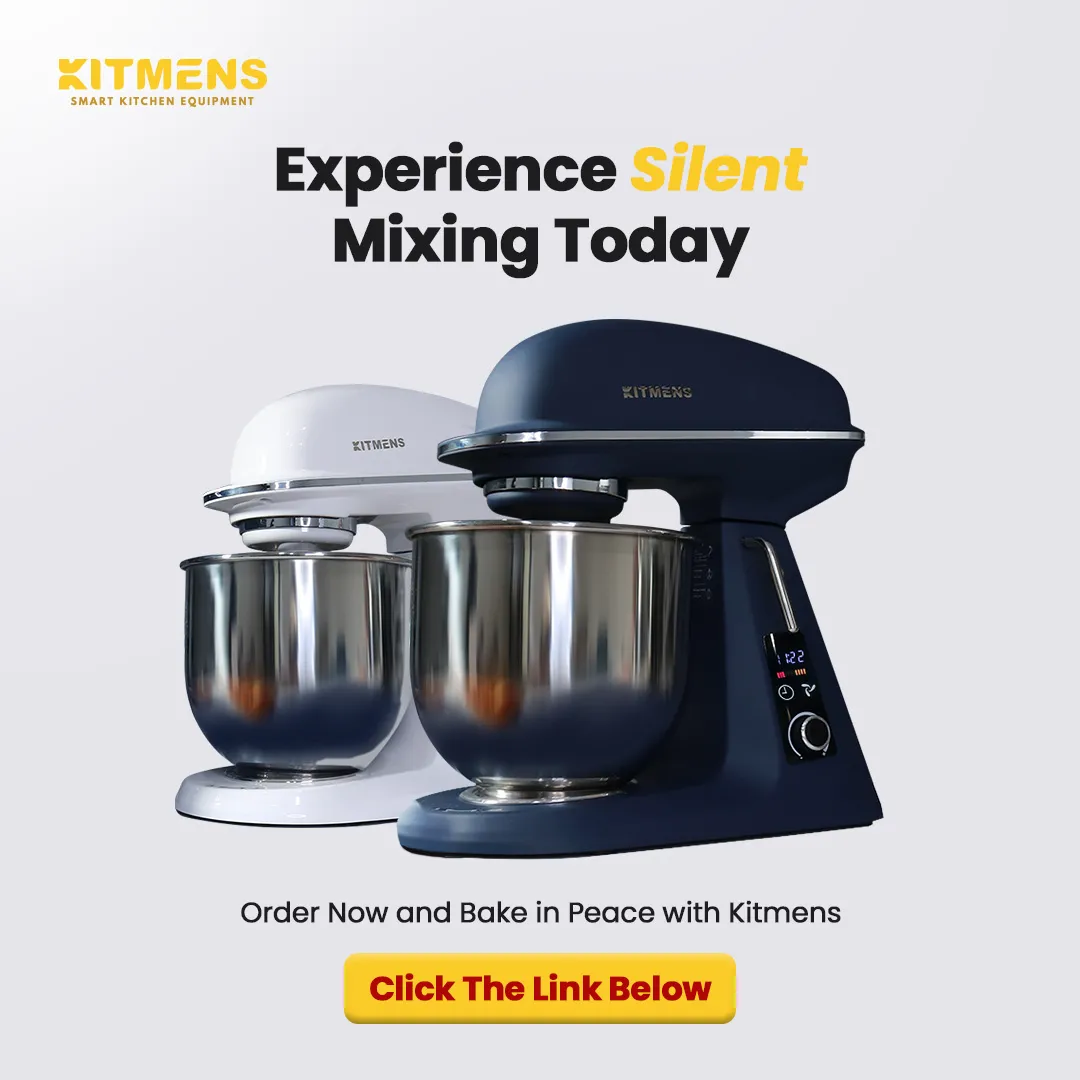 KITMENS
SMART KITCHEN EQUIPMENT
Experience Silent
Mixing Today
KITMENS
KITMENS
Order Now and Bake in Peace with Kitmens
Click The Link Below